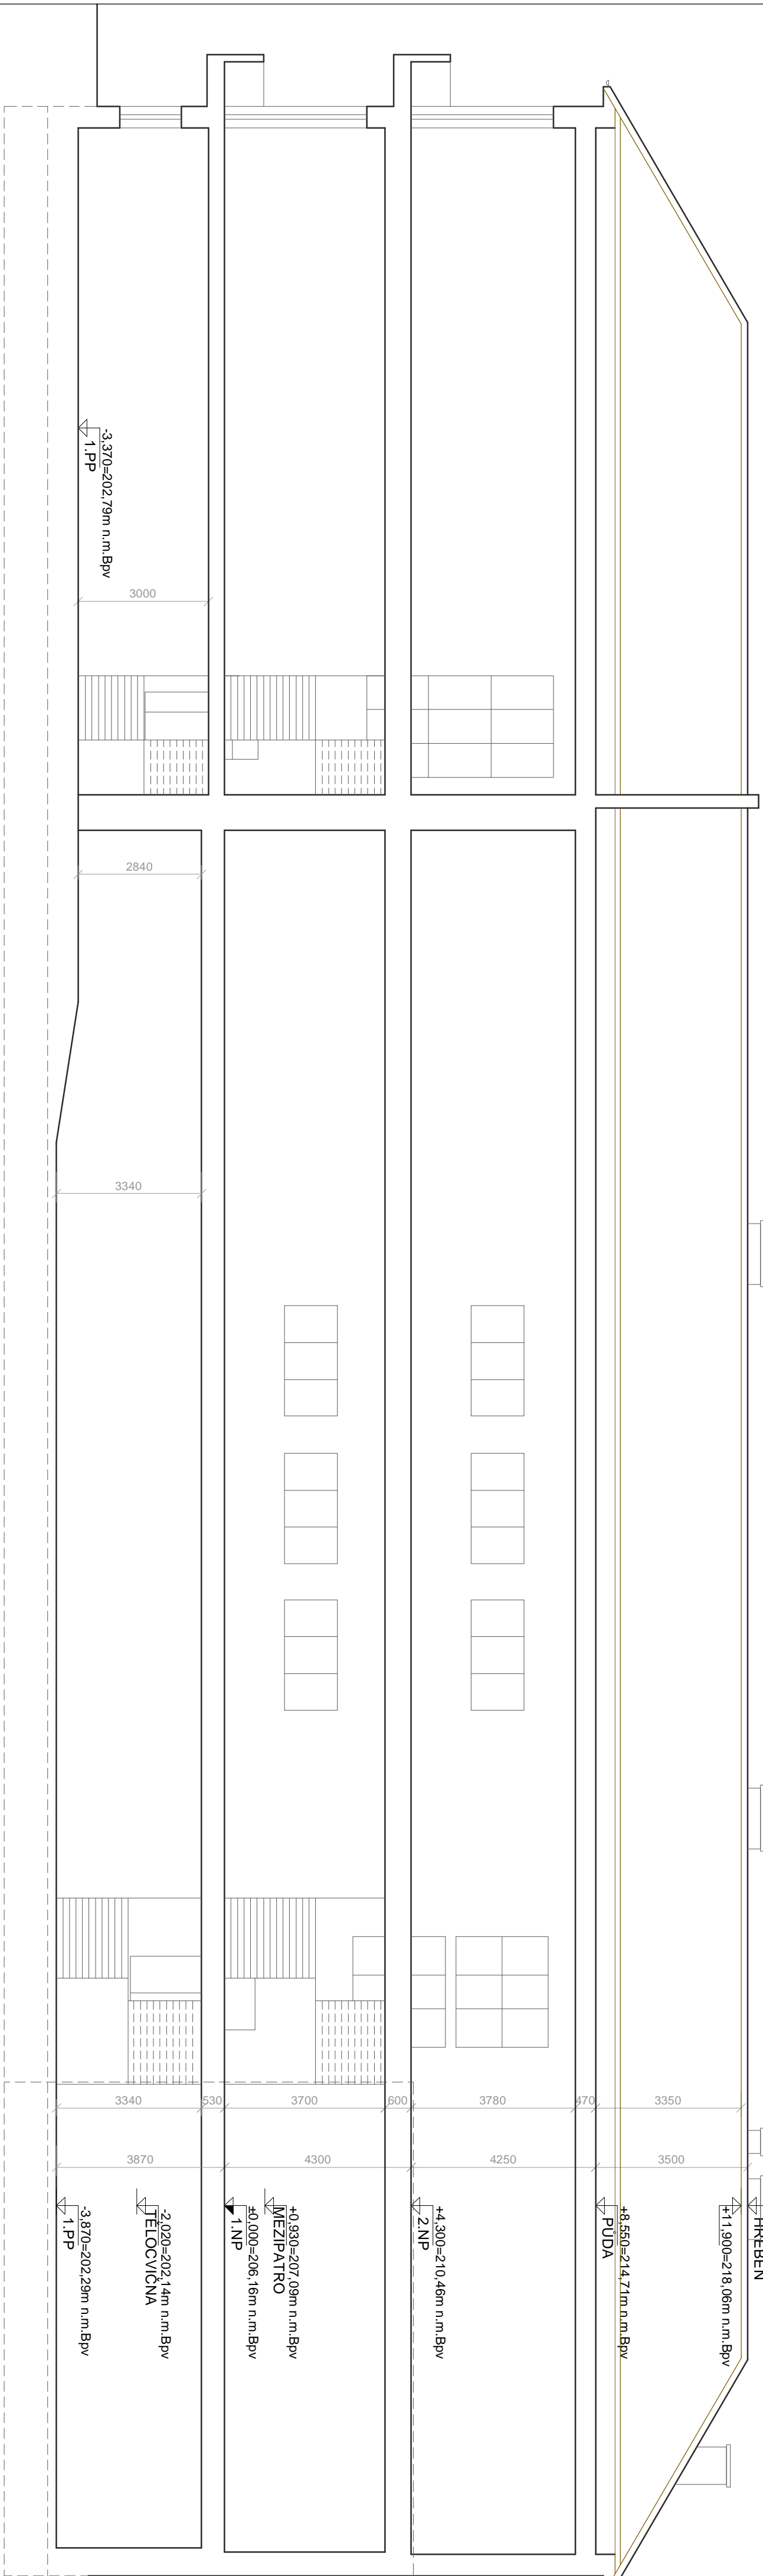 -3,370=202,79m n.m.Bpv
1.PP
3000
2840
3340
3340
530
3700
600
3780
470
3350
3870
4300
4250
3500
-3,870=202,29m n.m.Bpv
1.PP
-2,020=202,14m n.m.Bpv
TĚLOCVIČNA
±0,000=206,16m n.m.Bpv
1.NP
+0,930=207,09m n.m.Bpv
MEZIPATRO
+4,300=210,46m n.m.Bpv
2.NP
+8,550=214,71m n.m.Bpv
PŮDA
+11,900=218,06m n.m.Bpv
HŘEBEN